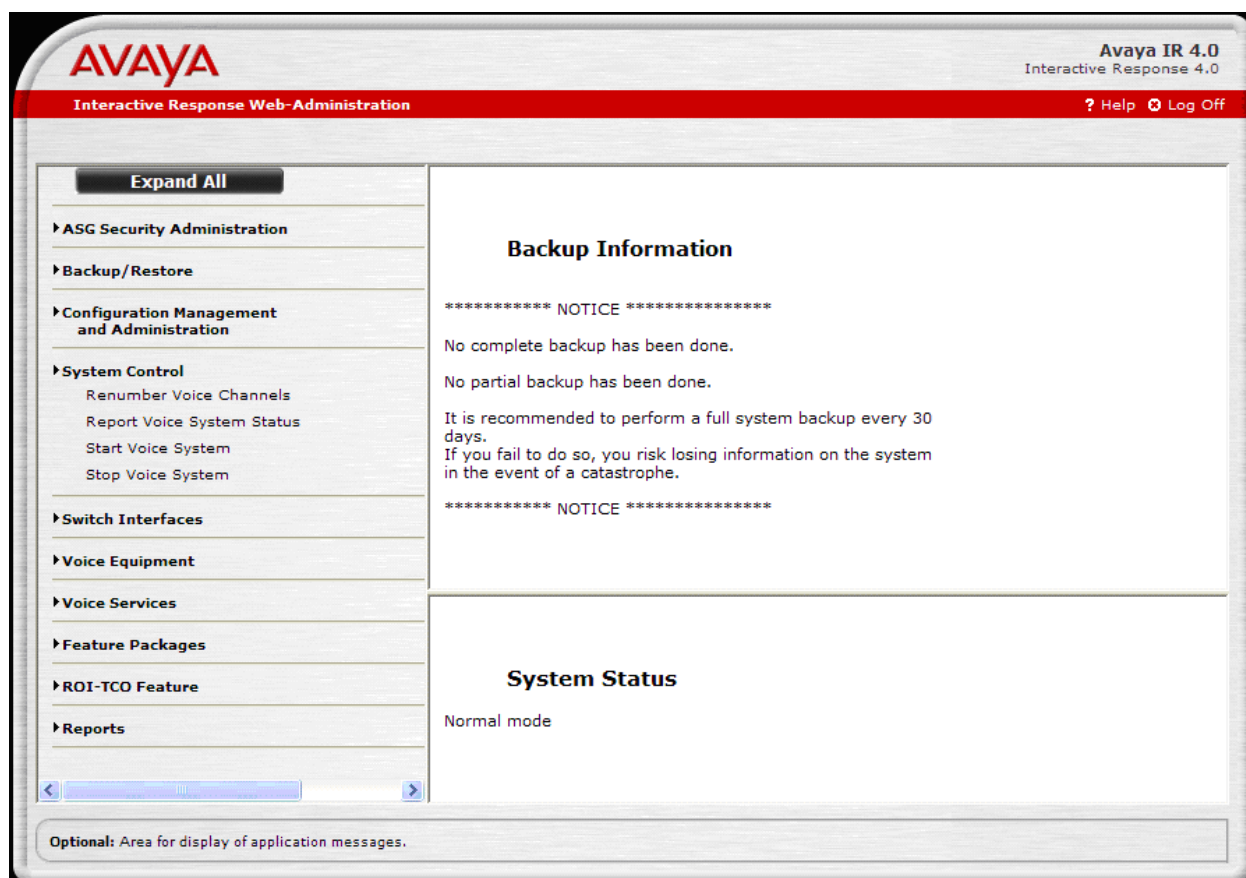 AVAYA
Avaya IR 4.0
Interactive Response 4.0
Interactive Response Web-Administration
? Help Log Off
Expand All
ASG Security Administration
Backup/Restore
Configuration Management
and Administration
System Control
Renumber Voice Channels
Report Voice System Status
Start Voice System
Stop Voice System
Switch Interfaces
Voice Equipment
Voice Services
Feature Packages
ROI-TCO Feature
Reports
Backup Information
*********** NOTICE ***************
No complete backup has been done.
No partial backup has been done.
It is recommended to perform a full system backup every 30
days.
If you fail to do so, you risk losing information on the system
in the event of a catastrophe.
*********** NOTICE ***************
System Status
Normal mode
Optional: Area for display of application messages.